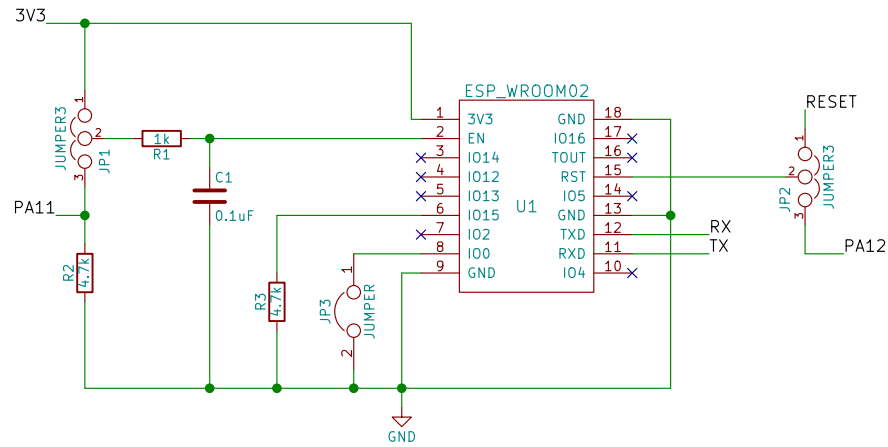 3V3
ESP_WROOM02
RESET
1
JUMPER3
2
3
JP1
1k
R1
C1
0.1uF
PA11
R2
4.7k
R3
4.7k
JP3
1
JUMPER
2
U1
1 3V3
2 EN
3 IO14
4 IO12
5 IO13
6 IO15
7 IO2
8 IO0
9 GND
GND 18
IO16 17
TOUT 16
RST 15
IO5 14
GND 13
TXD 12
RXD 11
IO4 10
RX
TX
1
2
3
JP2
JUMPER3
PA12
GND